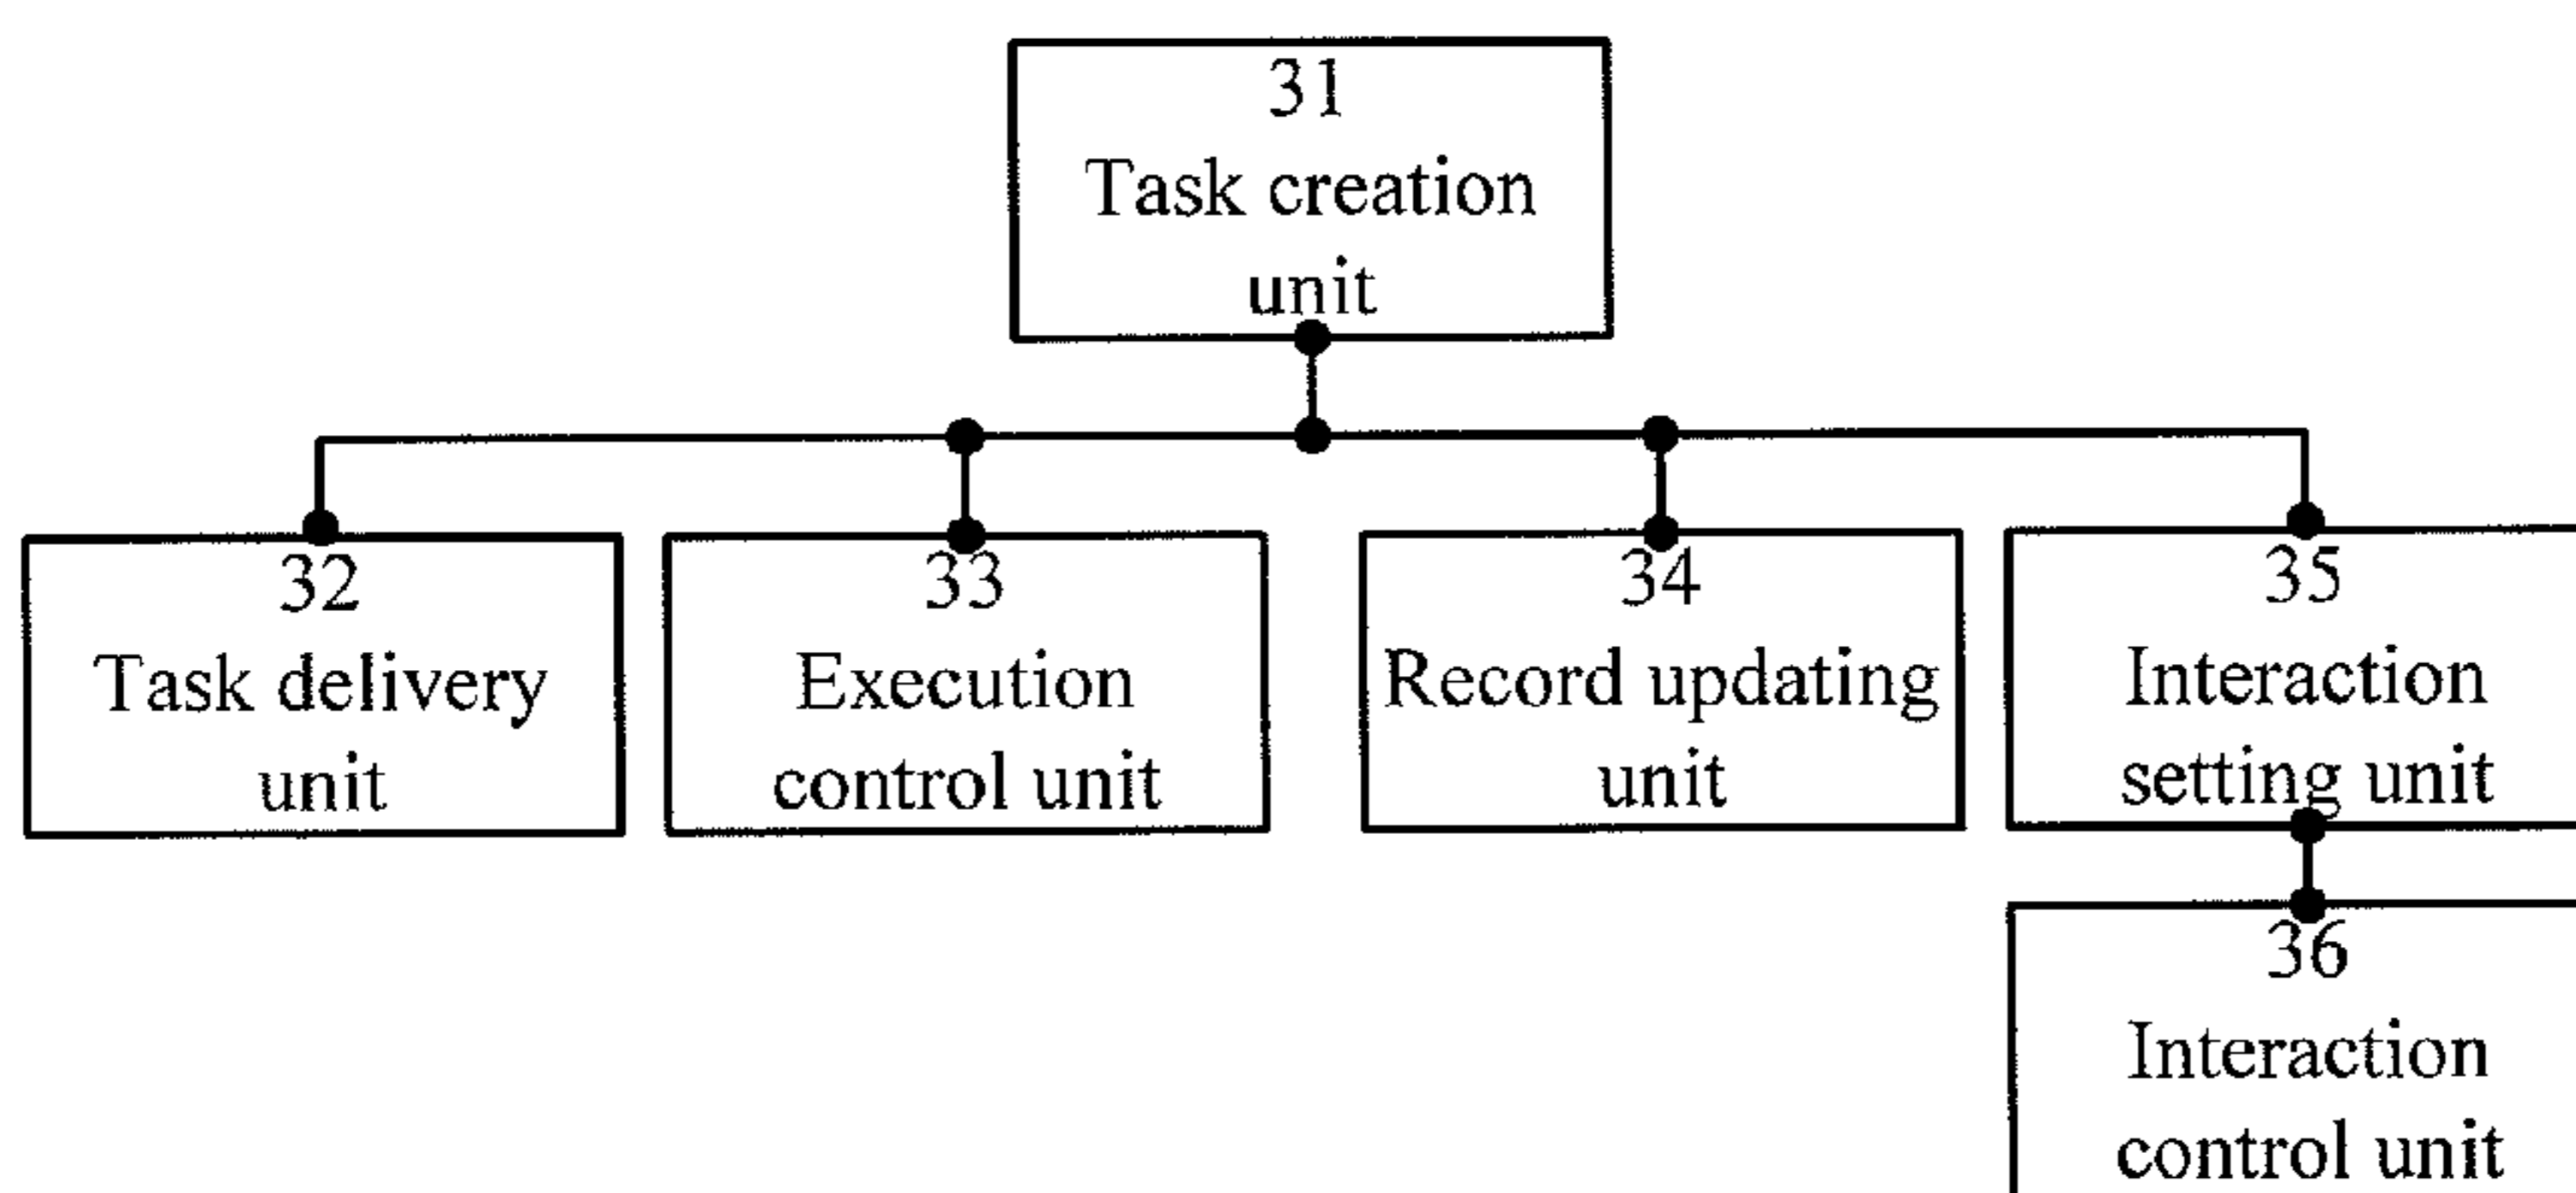 31
Task creation
unit
32
Task delivery
unit
33
Execution
control unit
34
Record updating
unit
35
Interaction
setting unit
36
Interaction
control unit